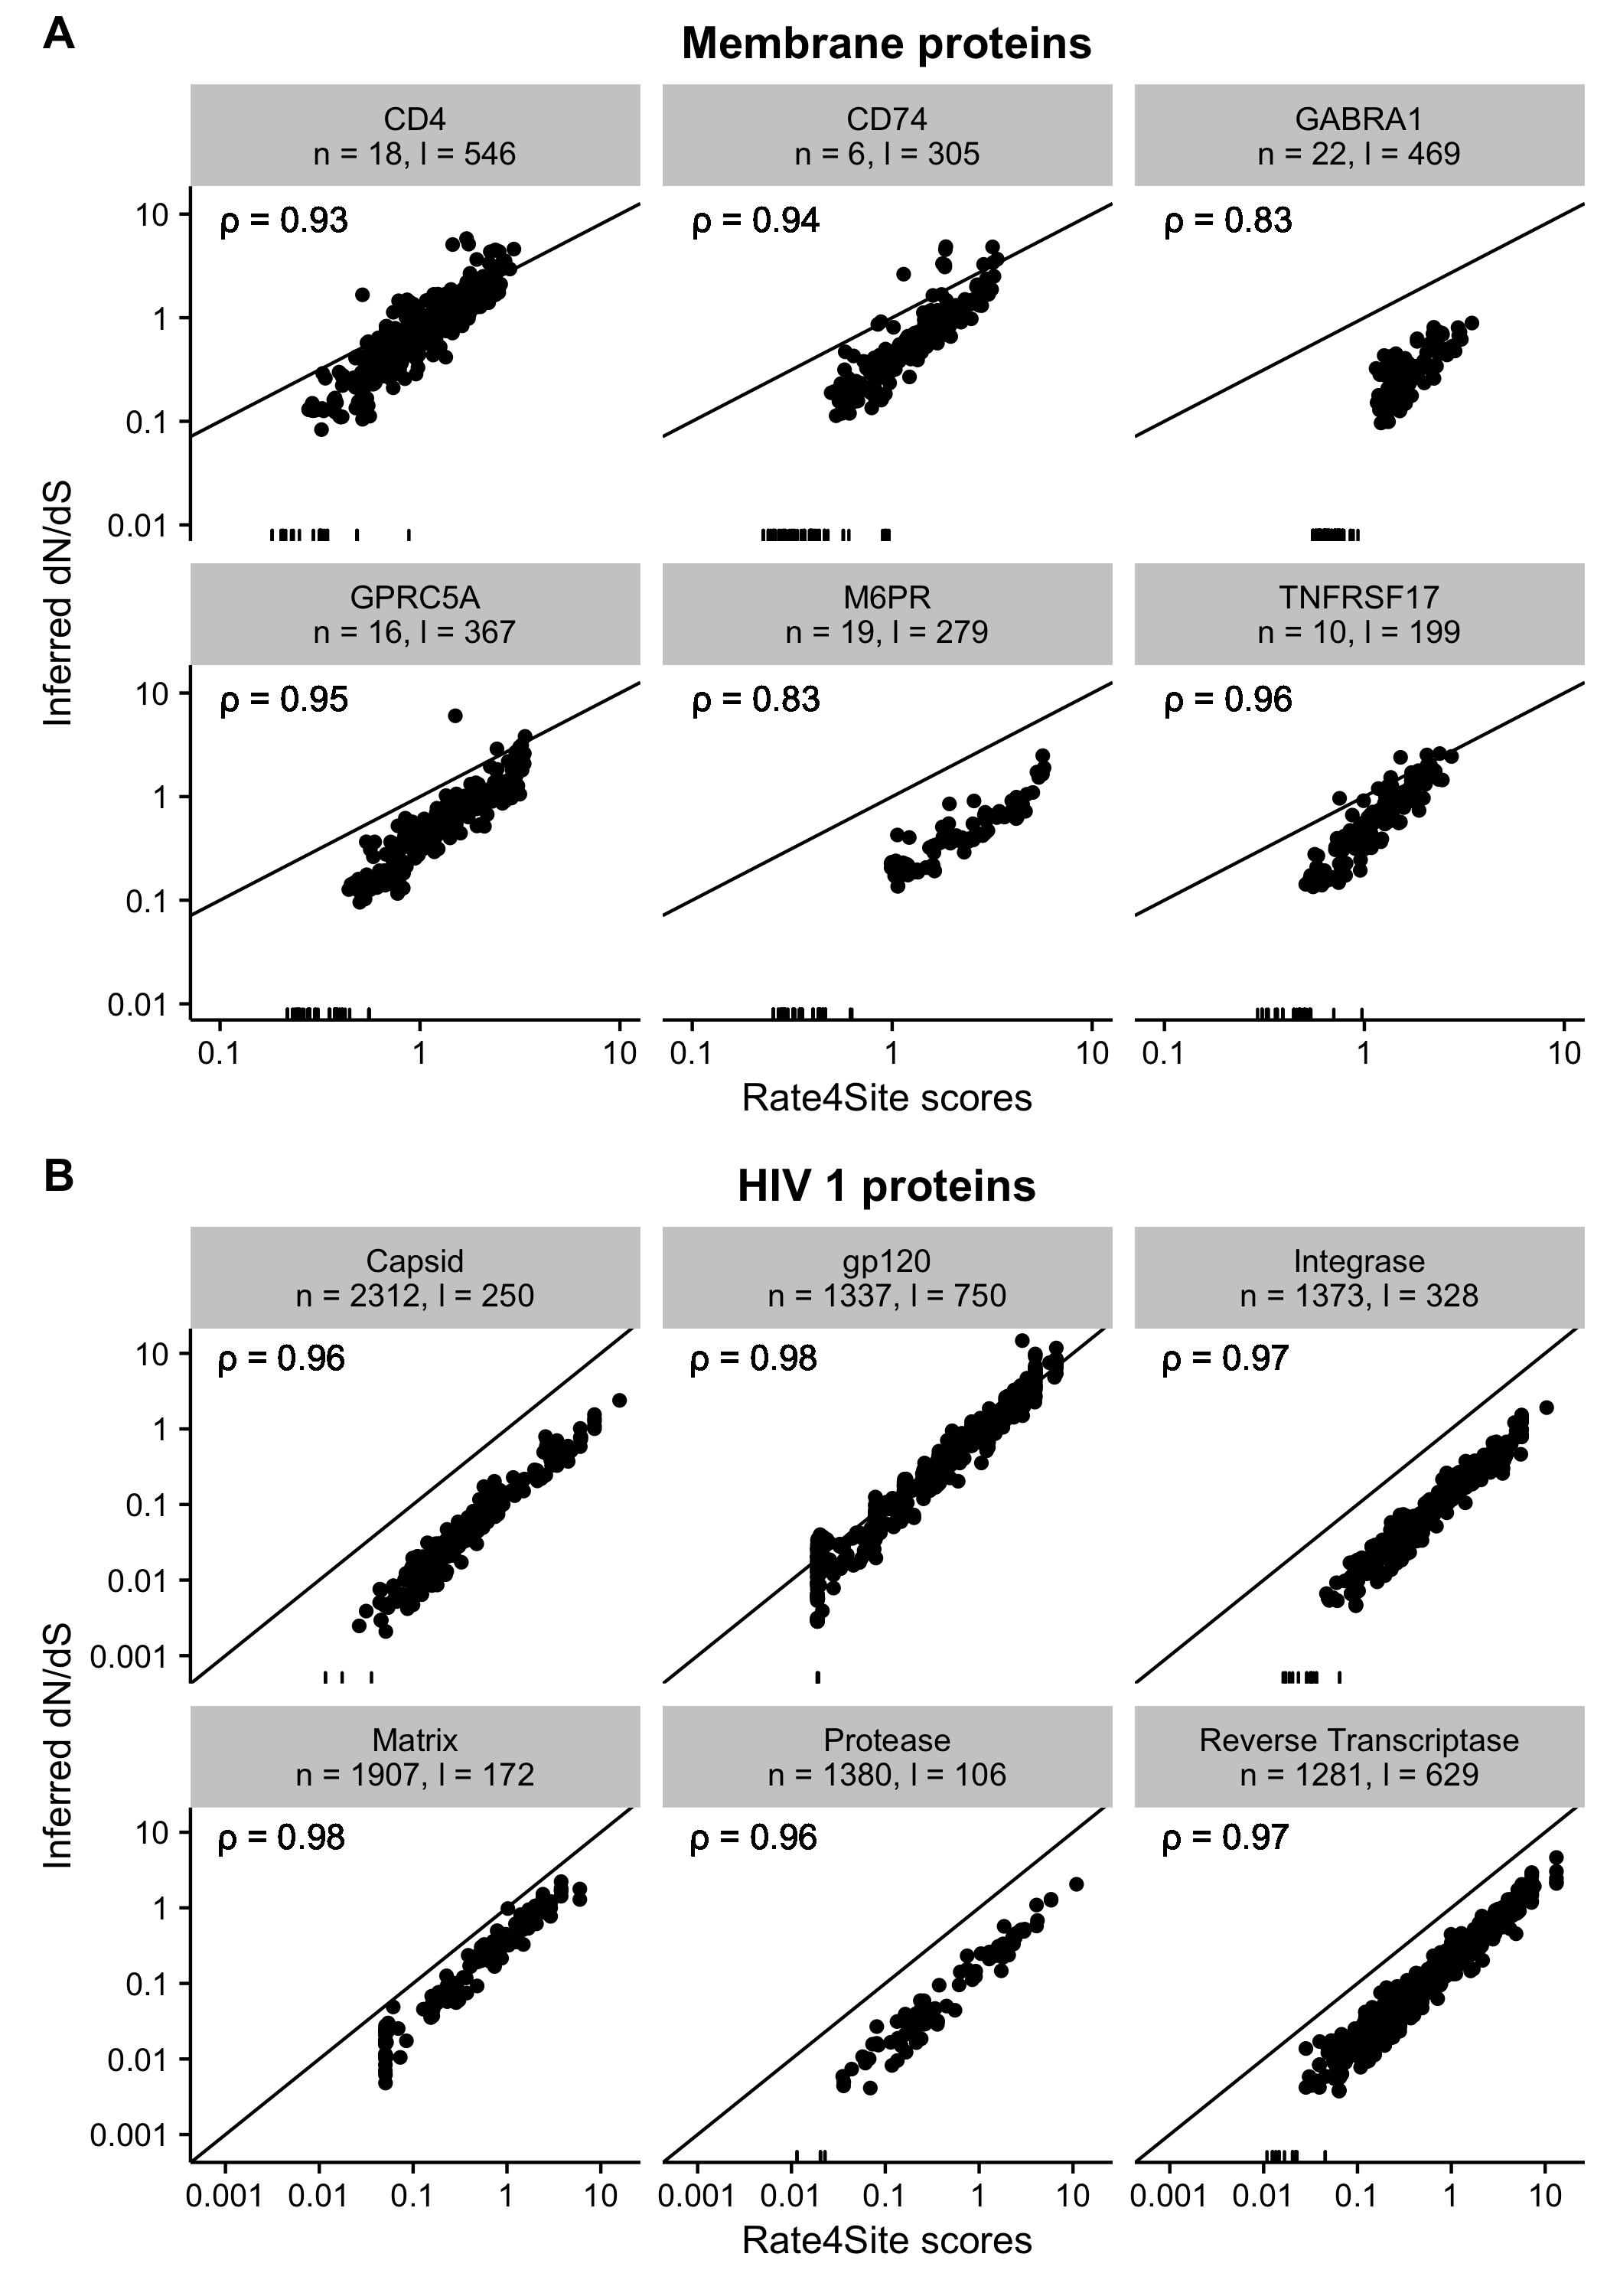 A
Membrane proteins
CD4
n = 18, l = 546
CD74
n = 6, l = 305
GABRA1
n = 22, l = 469
ρ = 0.93
ρ = 0.94
ρ = 0.83
10
1
0.1
0.01
GPRC5A
n = 16, l = 367
M6PR
n = 19, l = 279
TNFRSF17
n = 10, l = 199
ρ = 0.95
ρ = 0.83
ρ = 0.96
10
1
0.1
0.01
Inferred dN/dS
0.1 1 10 0.1 1 10 0.1 1 10
Rate4Site scores
B
HIV 1 proteins
Capsid
n = 2312, l = 250
gp120
n = 1337, l = 750
Integrase
n = 1373, l = 328
ρ = 0.96
ρ = 0.98
ρ = 0.97
10
1
0.1
0.01
0.001
Matrix
n = 1907, l = 172
Protease
n = 1380, l = 106
Reverse Transcriptase
n = 1281, l = 629
ρ = 0.98
ρ = 0.96
ρ = 0.97
10
1
0.1
0.01
0.001
Inferred dN/dS
0.001 0.01 0.1 1 10 0.001 0.01 0.1 1 10 0.001 0.01 0.1 1 10
Rate4Site scores